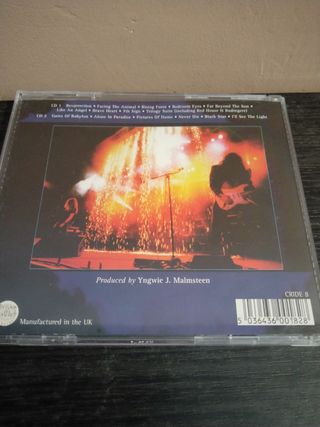 CD 1 Resurrection • Facing The Animal • Rising Force • Bedroom Eyes • Far Beyond The Sun •
Like An Angel • Brave Heart • 7th Sign • Trilogy Suite (including Red House & Badingere)
CD 2 Gates Of Babylon • Alone In Paradise • Pictures Of Home • Never Die • Black Star • I'll See The Light
Produced by Yngwie J. Malmsteen
CRIDE 8
Manufactured in the UK
5 036436 001828